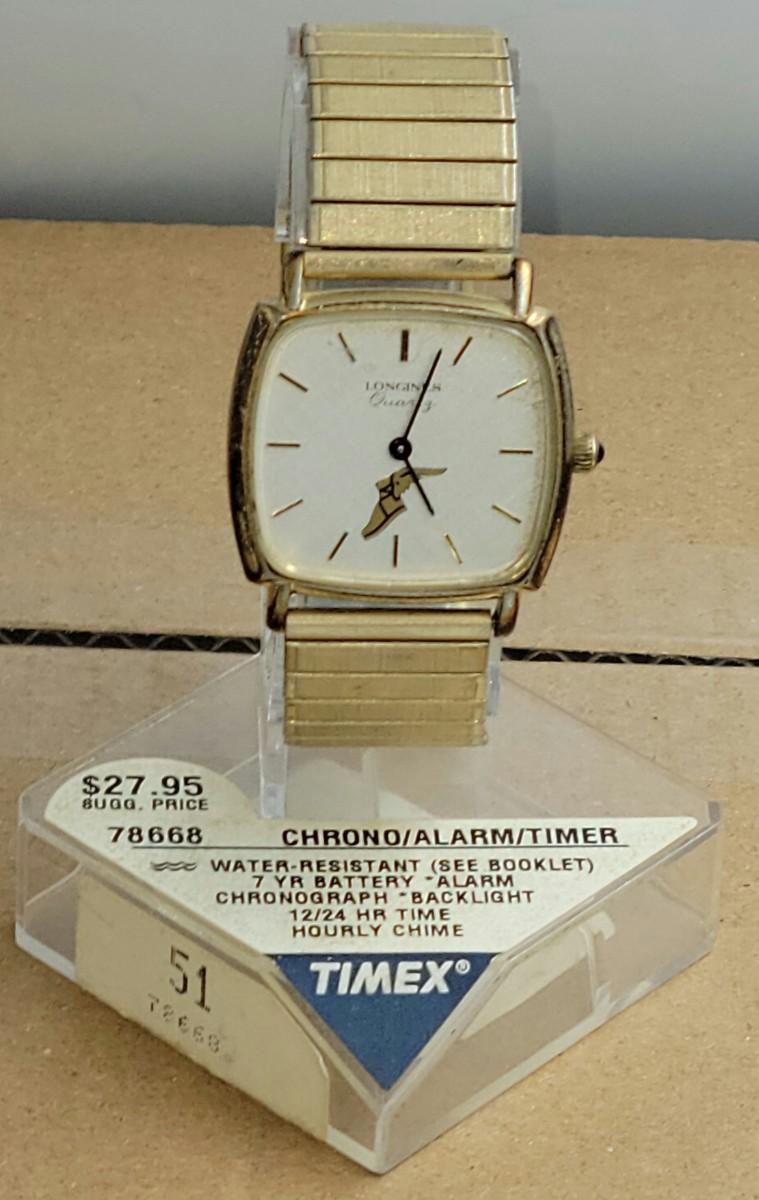 LONGINES
Quartz
$27.95
SUGG. PRICE
78668 CHRONO/ALARM/TIMER
WATER-RESISTANT (SEE BOOKLET)
7 YR BATTERY *ALARM
CHRONOGRAPH *BACKLIGHT
12/24 HR TIME
HOURLY CHIME
TIMEX®
51
78668